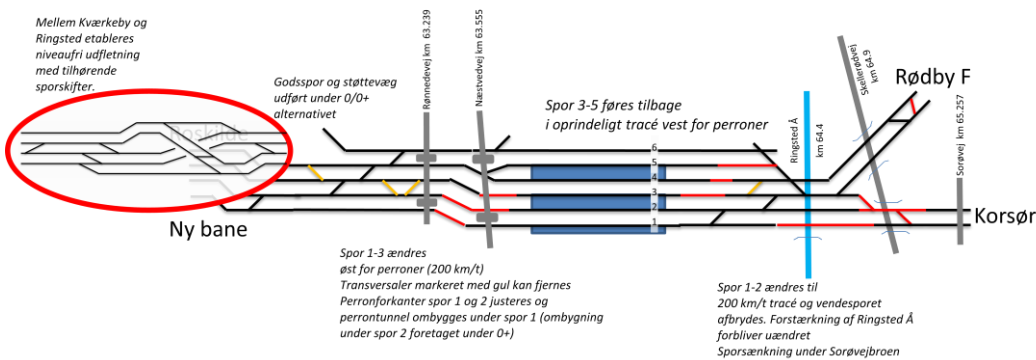 Mellem Kværkeby og
Ringsted etableres
niveaufri udfletning
med tilhørende
sporskifter.
Godsspor og støttevæg
udført under 0/0+
alternativet
Rønnedevej km 63.239
Næstvedvej km 63.555
Spor 3-5 føres tilbage
i oprindeligt tracé vest for perroner
Ringsted Å
km 64.4
Skellerødvej
km 64.9
Rødby F
Sorøvej km 65.257
Roskilde
6
5
4
3
2
1
Ny bane
Korsør
Spor 1-3 ændres
øst for perroner (200 km/t)
Transversaler markeret med gul kan fjernes
Perronforkanter spor 1 og 2 justeres og
perrontunnel ombygges under spor 1 (ombygning
under spor 2 foretaget under 0+)
Spor 1-2 ændres til
200 km/t tracé og vendesporet
afbrydes. Forstærkning af Ringsted Å
forbliver uændret
Sporsænkning under Sorøvejbroen